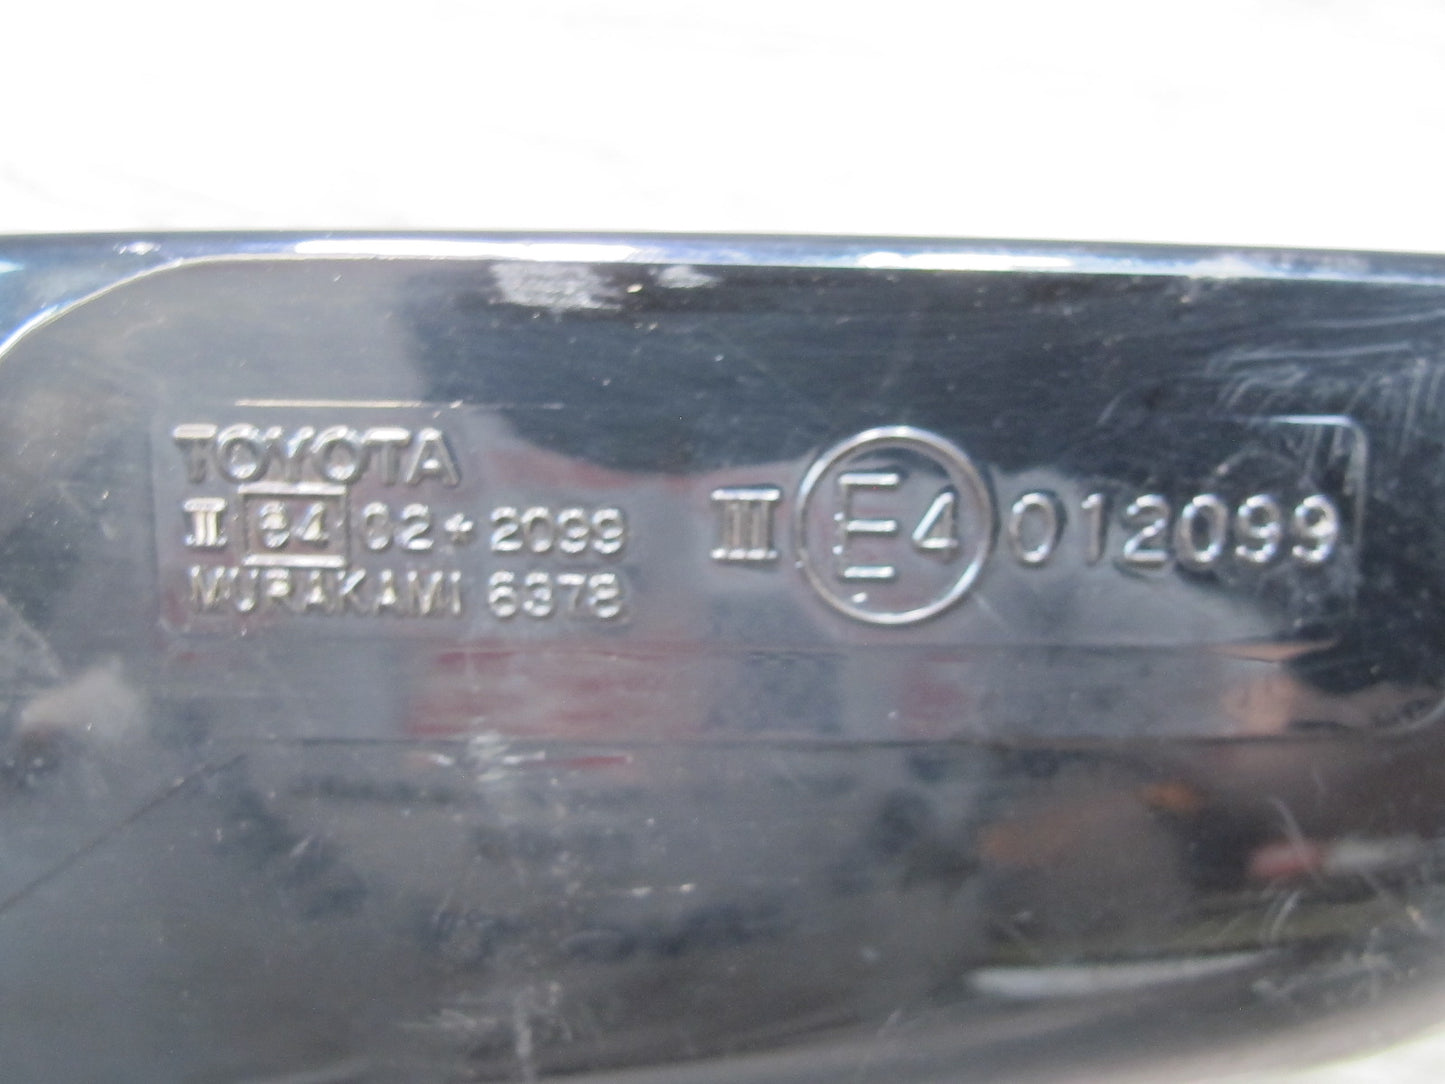 TOYOTA
II e4 02*2099
MURAKAMI 6378
III E4 012099